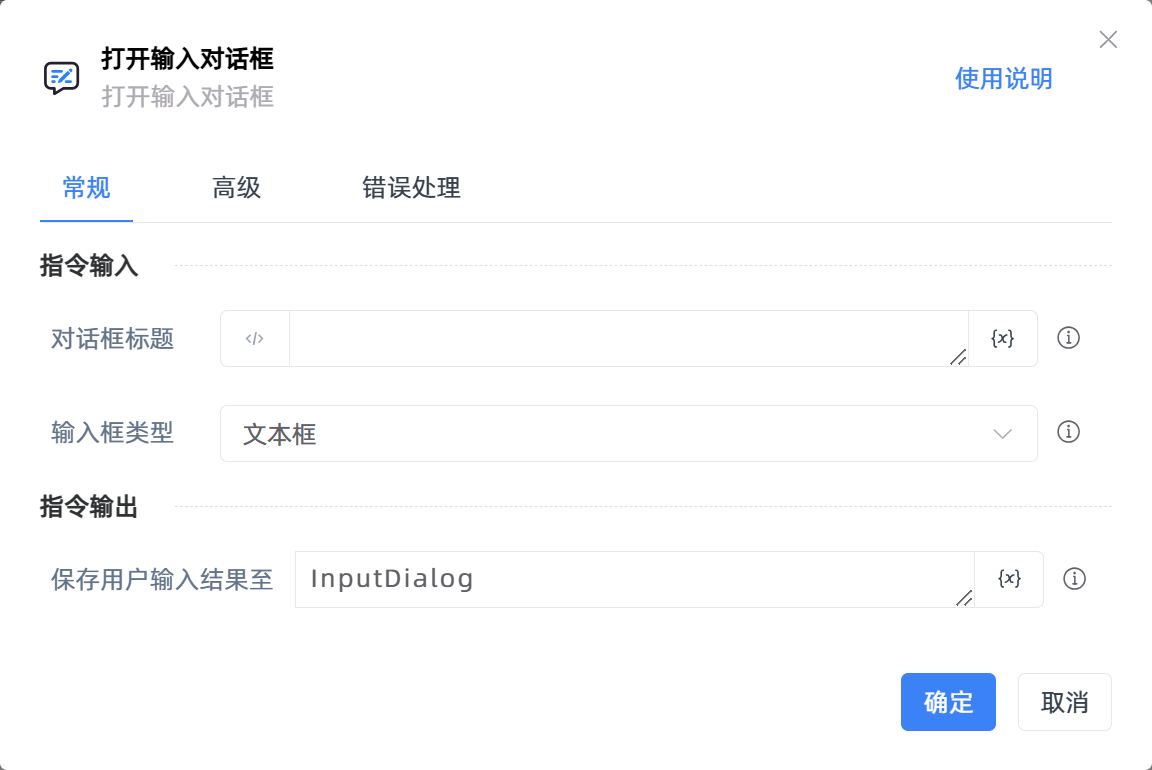 打开输入对话框
打开输入对话框
使用说明
常规 高级 错误处理
指令输入
对话框标题 </> {x}
输入框类型 文本框
指令输出
保存用户输入结果至 InputDialog {x}
确定 取消